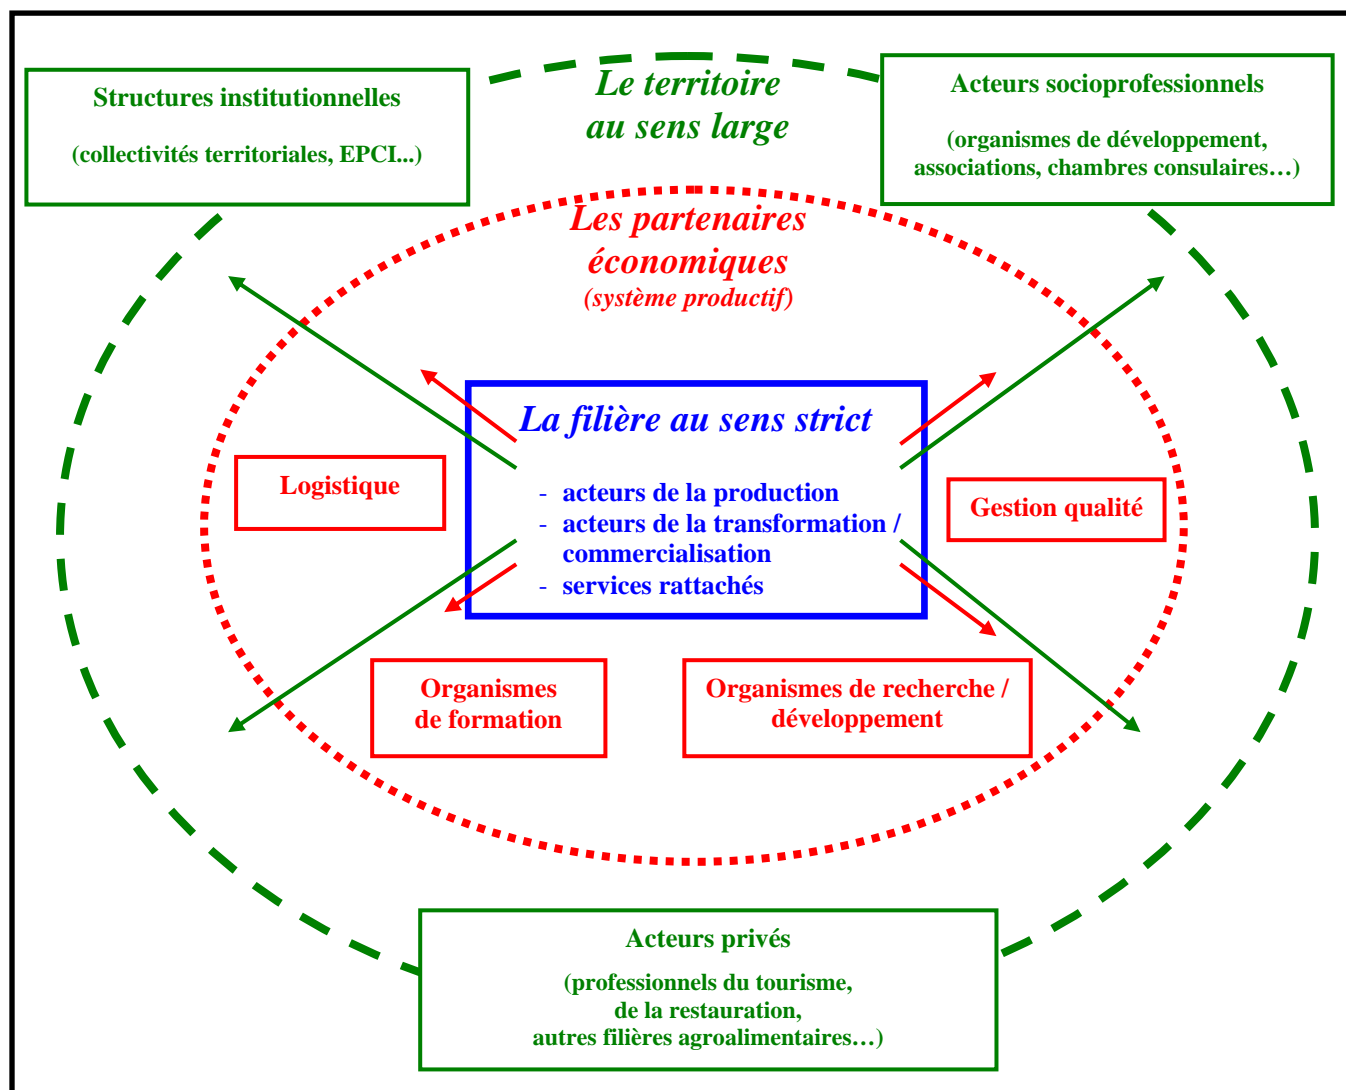 Structures institutionnelles
(collectivités territoriales, EPCI...)
Le territoire
au sens large
Acteurs socioprofessionnels
(organismes de développement,
associations, chambres consulaires…)
Les partenaires
économiques
(système productif)
La filière au sens strict
- acteurs de la production
- acteurs de la transformation /
commercialisation
- services rattachés
Logistique
Gestion qualité
Organismes
de formation
Organismes de recherche /
développement
Acteurs privés
(professionnels du tourisme,
de la restauration,
autres filières agroalimentaires…)